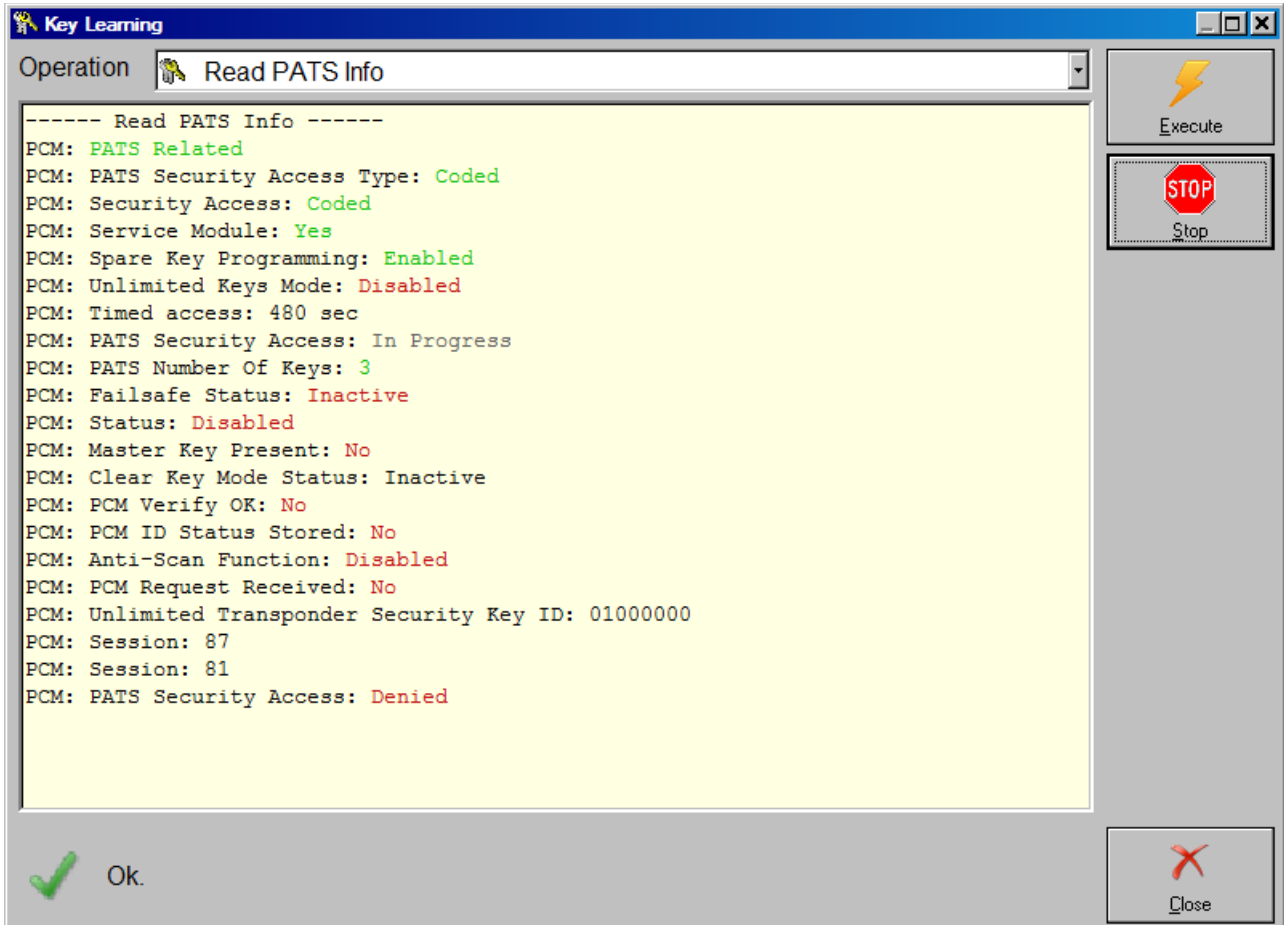 Key Learning
Operation Read PATS Info
Execute
------ Read PATS Info ------
PCM: PATS Related
PCM: PATS Security Access Type: Coded
PCM: Security Access: Coded
STOP
PCM: Service Module: Yes
Stop
PCM: Spare Key Programming: Enabled
PCM: Unlimited Keys Mode: Disabled
PCM: Timed access: 480 sec
PCM: PATS Security Access: In Progress
PCM: PATS Number Of Keys: 3
PCM: Failsafe Status: Inactive
PCM: Status: Disabled
PCM: Master Key Present: No
PCM: Clear Key Mode Status: Inactive
PCM: PCM Verify OK: No
PCM: PCM ID Status Stored: No
PCM: Anti-Scan Function: Disabled
PCM: PCM Request Received: No
PCM: Unlimited Transponder Security Key ID: 01000000
PCM: Session: 87
PCM: Session: 81
PCM: PATS Security Access: Denied
Ok.
Close